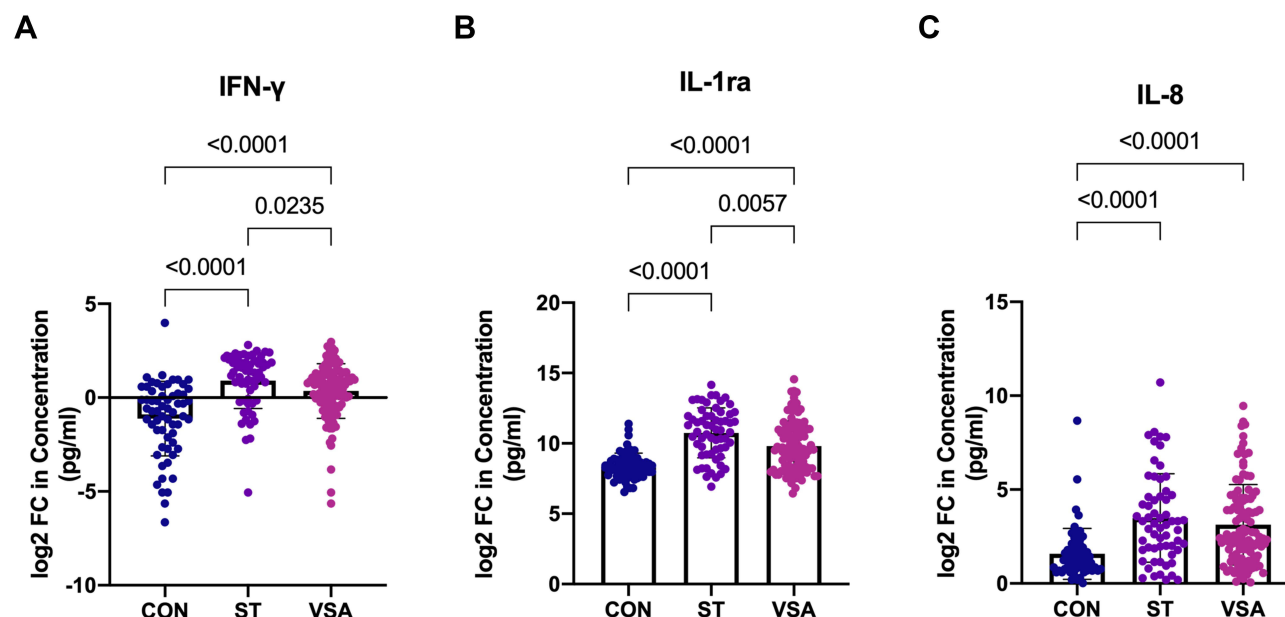 A
B
C
IFN-γ
IL-1ra
IL-8
<0.0001
0.0235
<0.0001
<0.0001
0.0057
<0.0001
<0.0001
<0.0001
log2 FC in Concentration
(pg/ml)
5
0
-5
-10
CON ST VSA
log2 FC in Concentration
(pg/ml)
20
15
10
5
0
CON ST VSA
log2 FC in Concentration
(pg/ml)
15
10
5
0
CON ST VSA